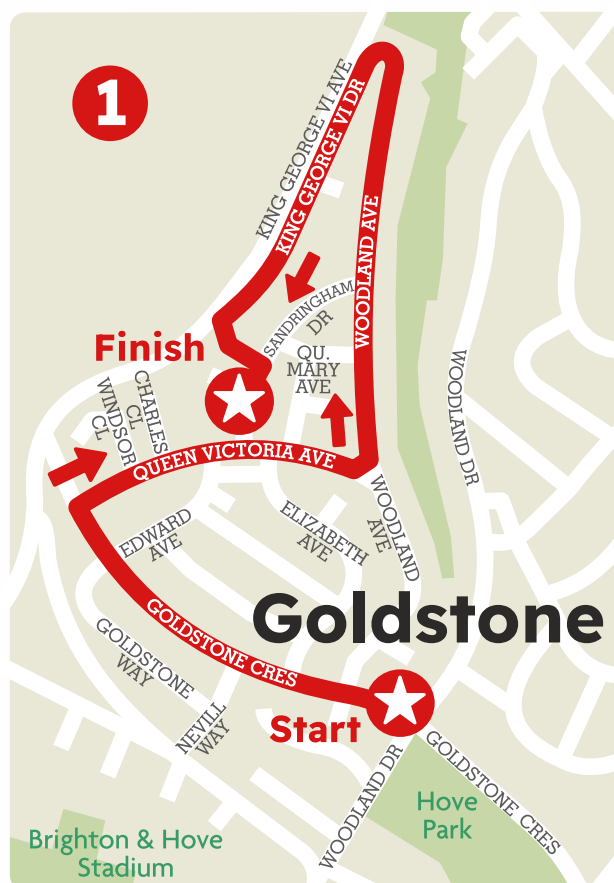 1
KING GEORGE VI AVE
KING GEORGE VI DR
WOODLAND AVE
SANDRINGHAM
DR
Finish
QU.
MARY
AVE
CHARLES
CL
WINDSOR
CL
WOODLAND DR
QUEEN VICTORIA AVE
WOODLAND
AVE
EDWARD
AVE
ELIZABETH
AVE
Goldstone
GOLDSTONE CRES
GOLDSTONE
WAY
NEVILL
WAY
Start
WOODLAND DR
GOLDSTONE CRES
Hove
Park
Brighton & Hove
Stadium